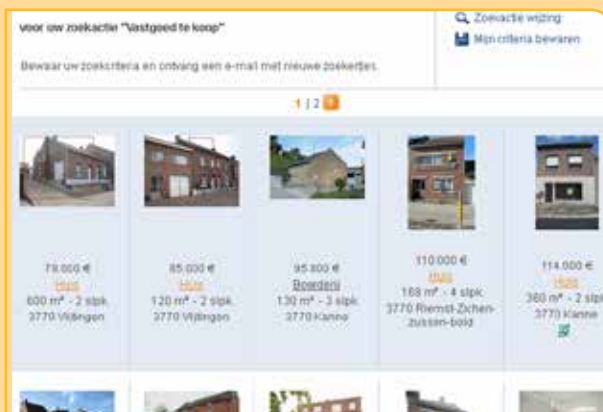 voor uw zoekactie "Vastgoed te koop"
Zoekactie wijzing
Mijn criteria bewaren
Bewaar uw zoekcriteria en ontvang een e-mail met nieuwe zoekertjes.
1 | 2
79.000 €
Huis
600 m² - 2 slpk.
3770 Vlijtingen
85.000 €
Huis
120 m² - 2 slpk.
3770 Vlijtingen
95.800 €
Boerderij
130 m² - 3 slpk.
3770 Kanne
110.000 €
Huis
168 m² - 4 slpk.
3770 Riemst-Zichen-
zussen-bold
114.000 €
Huis
360 m² - 2 slpk
3770 Kanne